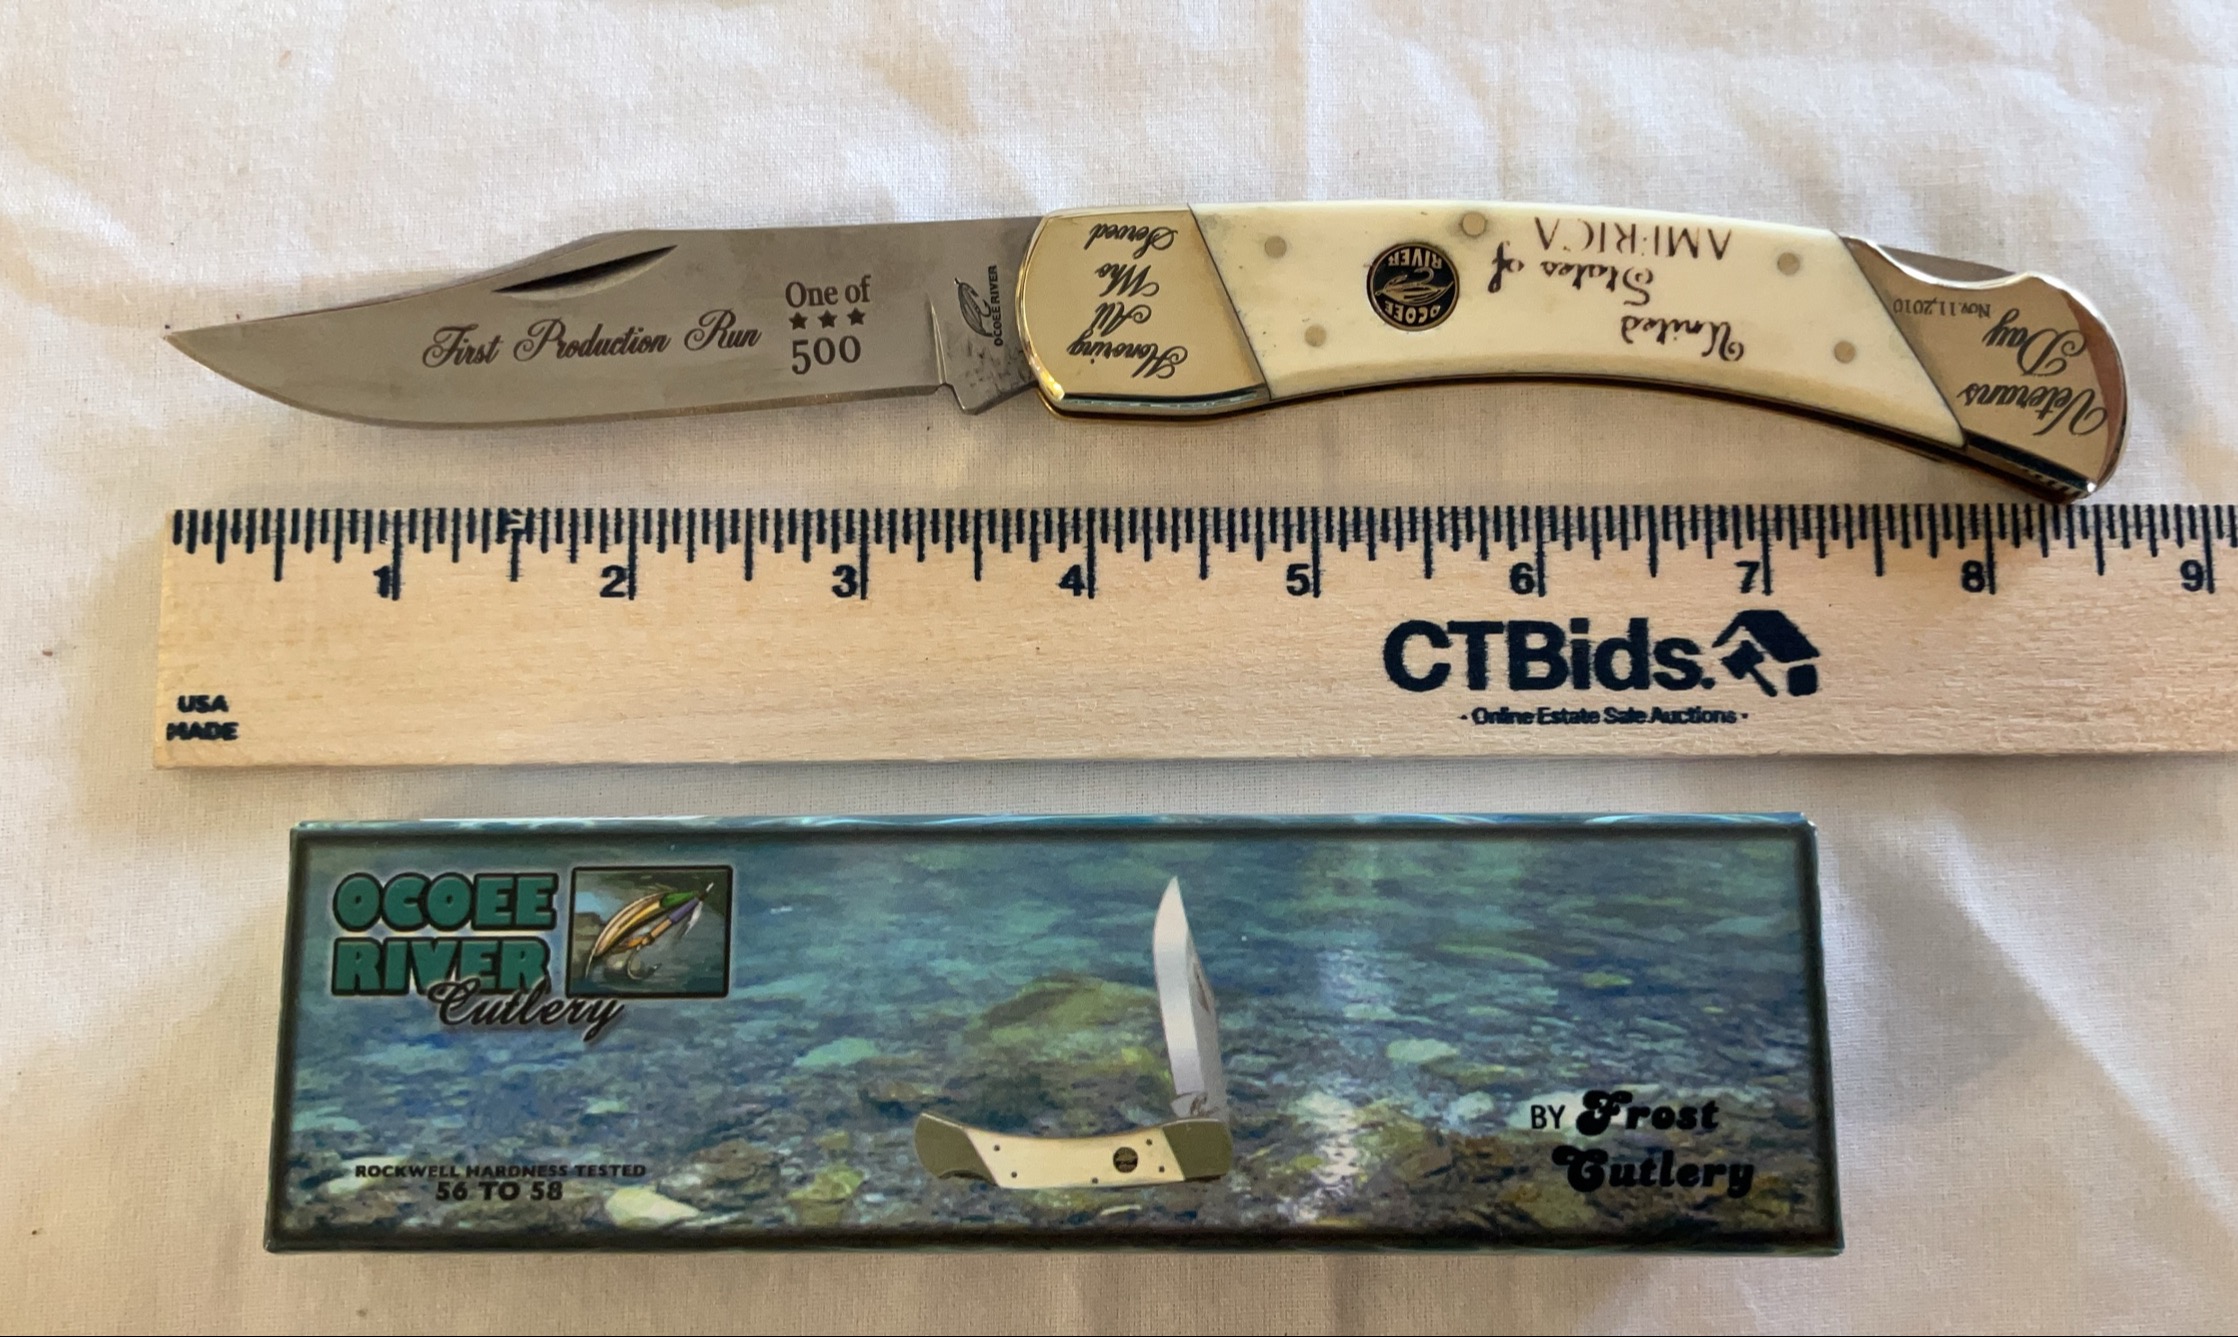 First Production Run
One of
500
OCOEE RIVER
Honoring
All
Who
Served
OCOEE
RIVER
United
States of
AMERICA
Veterans
Day
Nov.11,2010
1 2 3 4 5 6 7 8 9
CTBids.
- Online Estate Sale Auctions -
USA
MADE
OCOEE
RIVER
Cutlery
ROCKWELL HARDNESS TESTED
56 TO 58
BY Frost
Cutlery